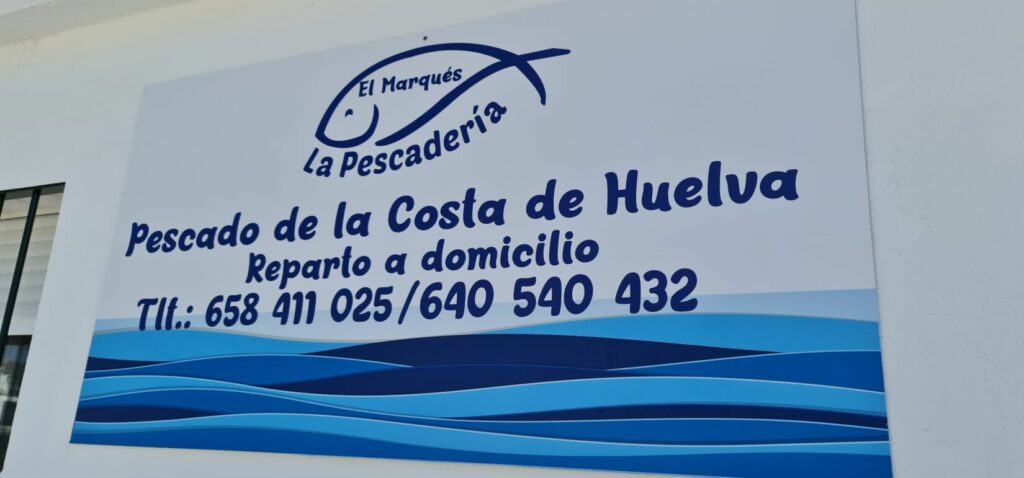 El Marqués
La Pescadería
Pescado de la Costa de Huelva
Reparto a domicilio
Tlf.: 658 411 025/640 540 432